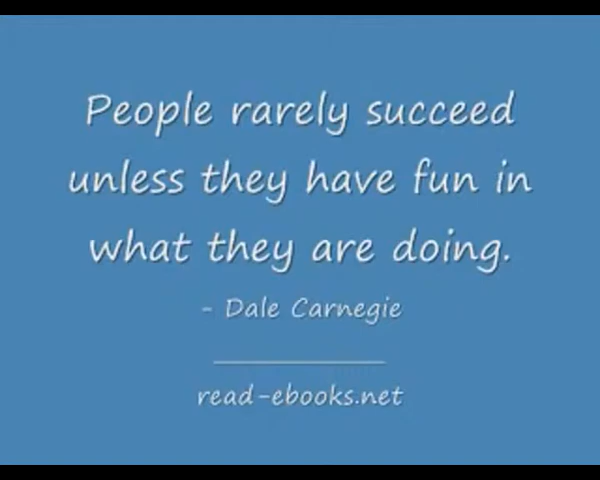 People rarely succeed
unless they have fun in
what they are doing.
- Dale Carnegie
read-ebooks.net